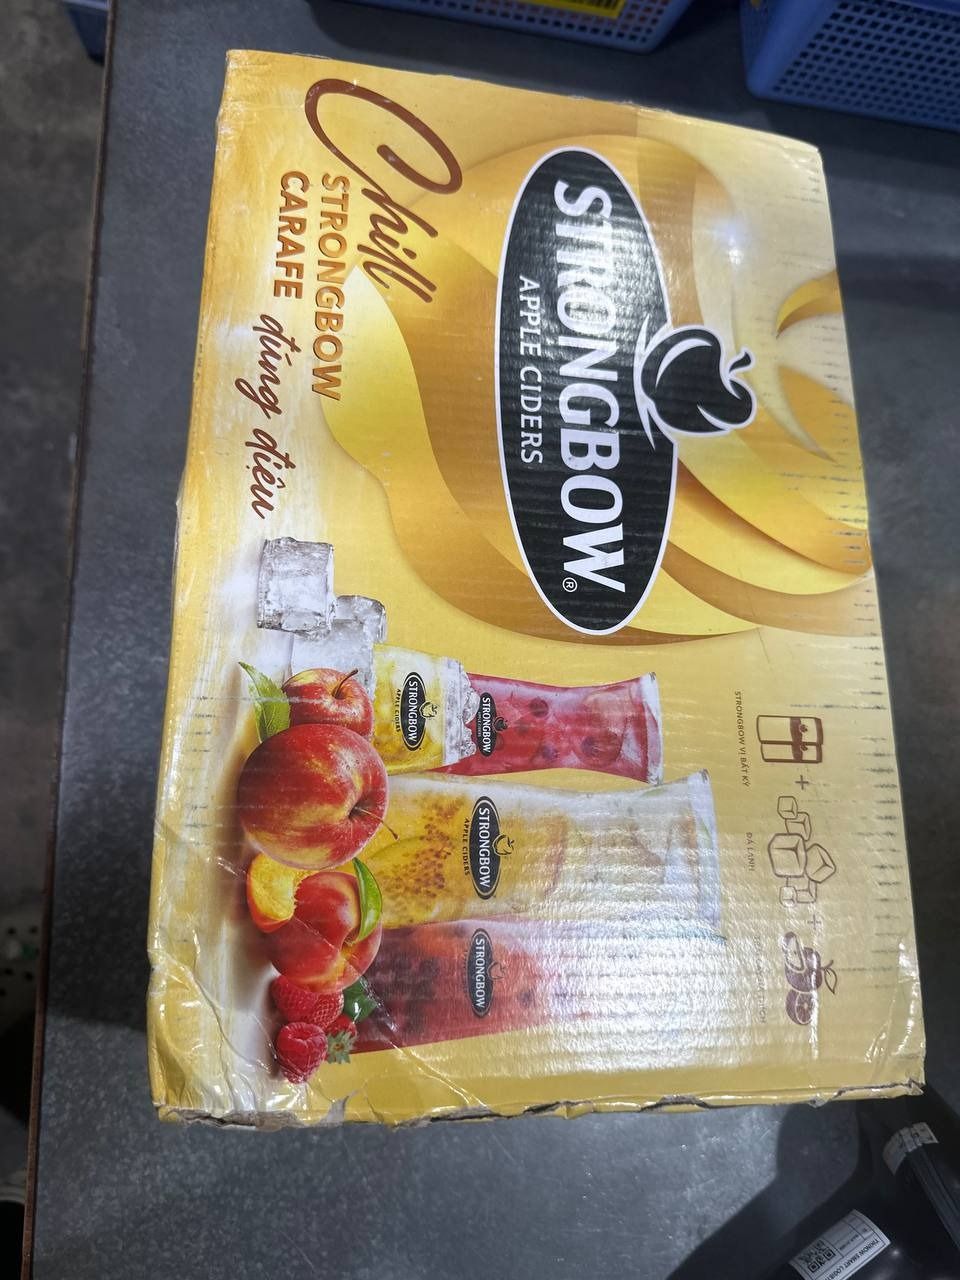 Chill
STRONGBOW
CARAFE đúng điệu
STRONGBOW®
APPLE CIDERS
STRONGBOW
APPLE CIDERS
STRONGBOW
STRONGBOW
APPLE CIDERS
STRONGBOW
STRONGBOW VỊ BẤT KỲ
+
ĐÁ LẠNH
+